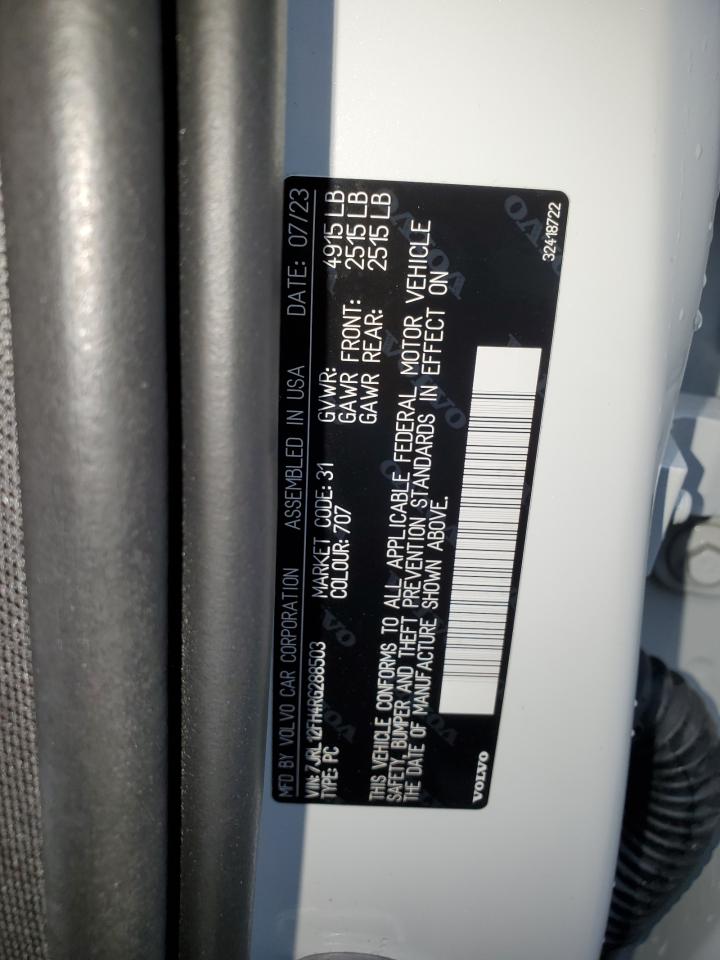 MFD BY VOLVO CAR CORPORATION ASSEMBLED IN USA DATE: 07/23
VIN: 7JRL12FH4RG288503 MARKET CODE: 31 GVWR: 4915 LB
TYPE: PC COLOUR: 707 GAWR FRONT: 2515 LB
GAWR REAR: 2515 LB
THIS VEHICLE CONFORMS TO ALL APPLICABLE FEDERAL MOTOR VEHICLE
SAFETY, BUMPER AND THEFT PREVENTION STANDARDS IN EFFECT ON
THE DATE OF MANUFACTURE SHOWN ABOVE.
VOLVO 32418722